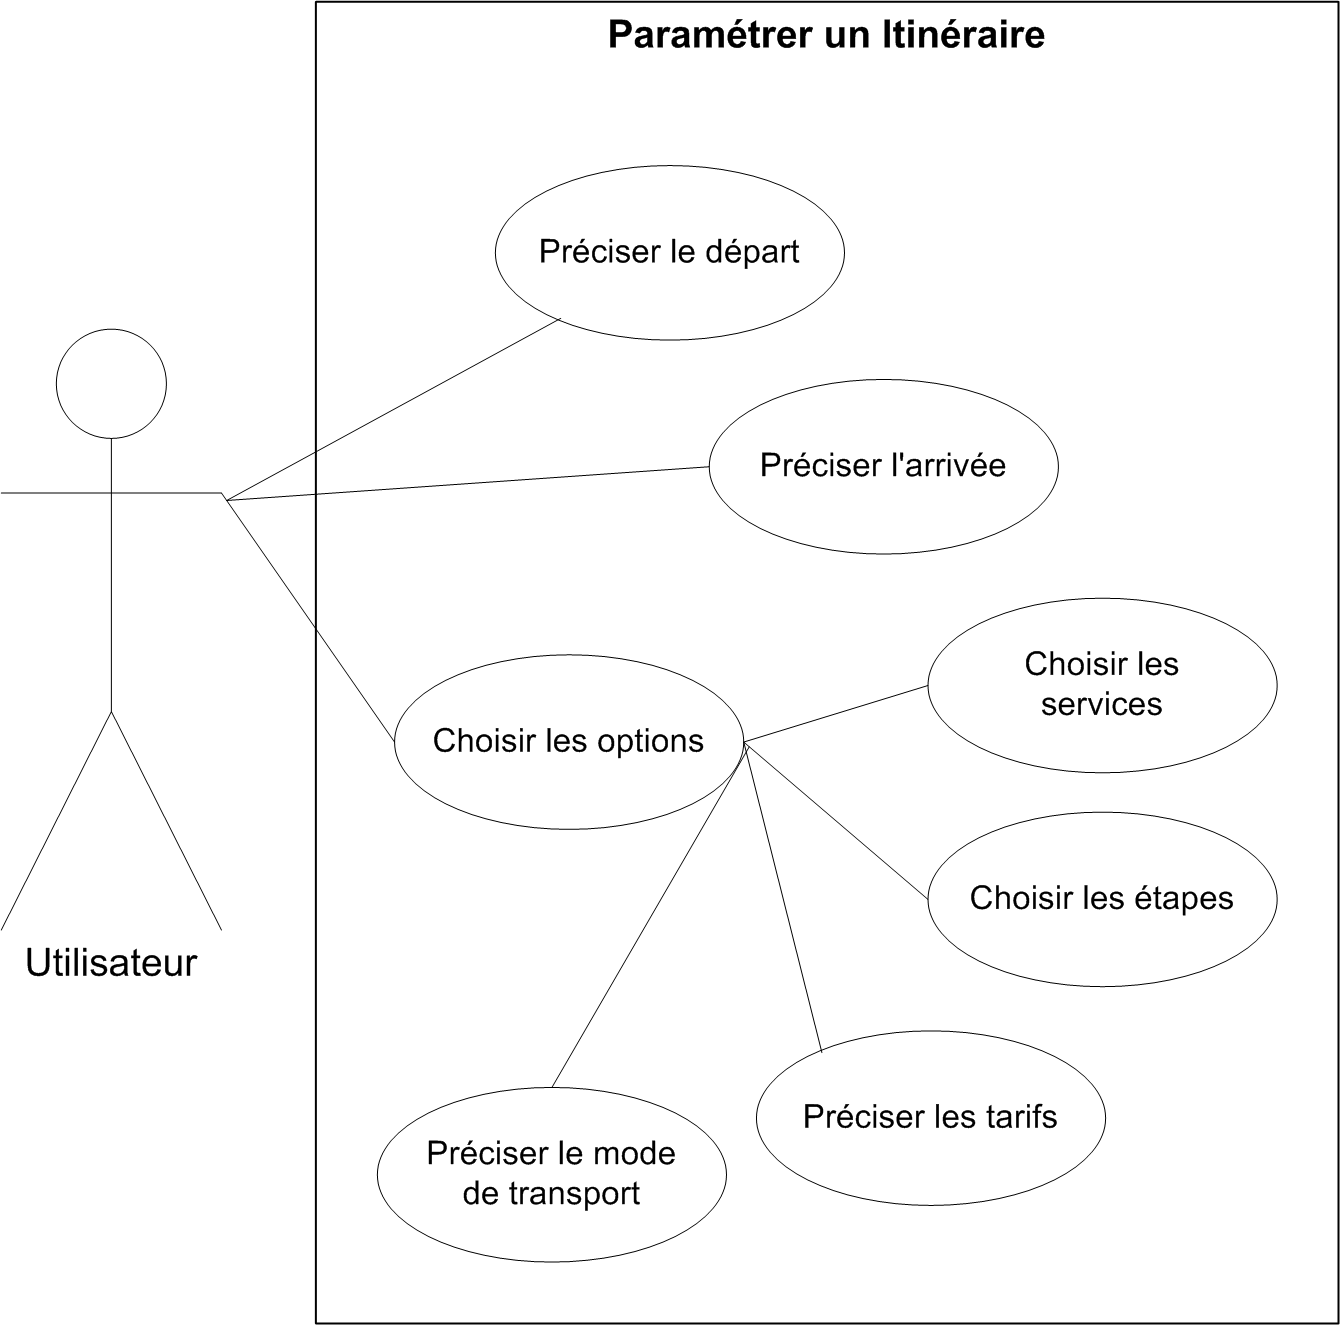 Paramétrer un Itinéraire
Préciser le départ
Préciser l'arrivée
Choisir les
services
Choisir les options
Choisir les étapes
Utilisateur
Préciser les tarifs
Préciser le mode
de transport